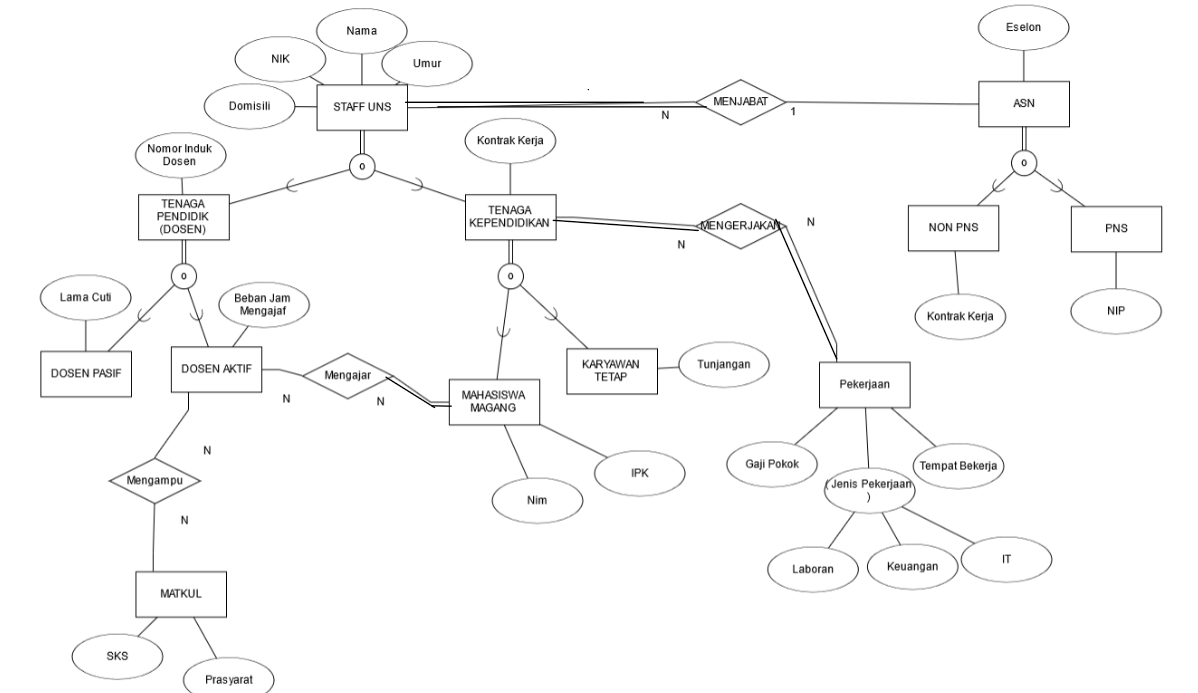 Nama
Eselon
NIK
Umur
Domisili
STAFF UNS
MENJABAT
ASN
N
1
Nomor Induk
Dosen
Kontrak Kerja
o
o
TENAGA
PENDIDIK
(DOSEN)
TENAGA
KEPENDIDIKAN
MENGERJAKAN
N
N
NON PNS
PNS
o
o
Lama Cuti
Beban Jam
Mengajaf
Kontrak Kerja
NIP
DOSEN PASIF
DOSEN AKTIF
Mengajar
N
N
KARYAWAN
TETAP
Tunjangan
MAHASISWA
MAGANG
Pekerjaan
N
Mengampu
N
Nim
IPK
Gaji Pokok
Tempat Bekerja
( Jenis Pekerjaan
)
Laboran
Keuangan
IT
MATKUL
SKS
Prasyarat